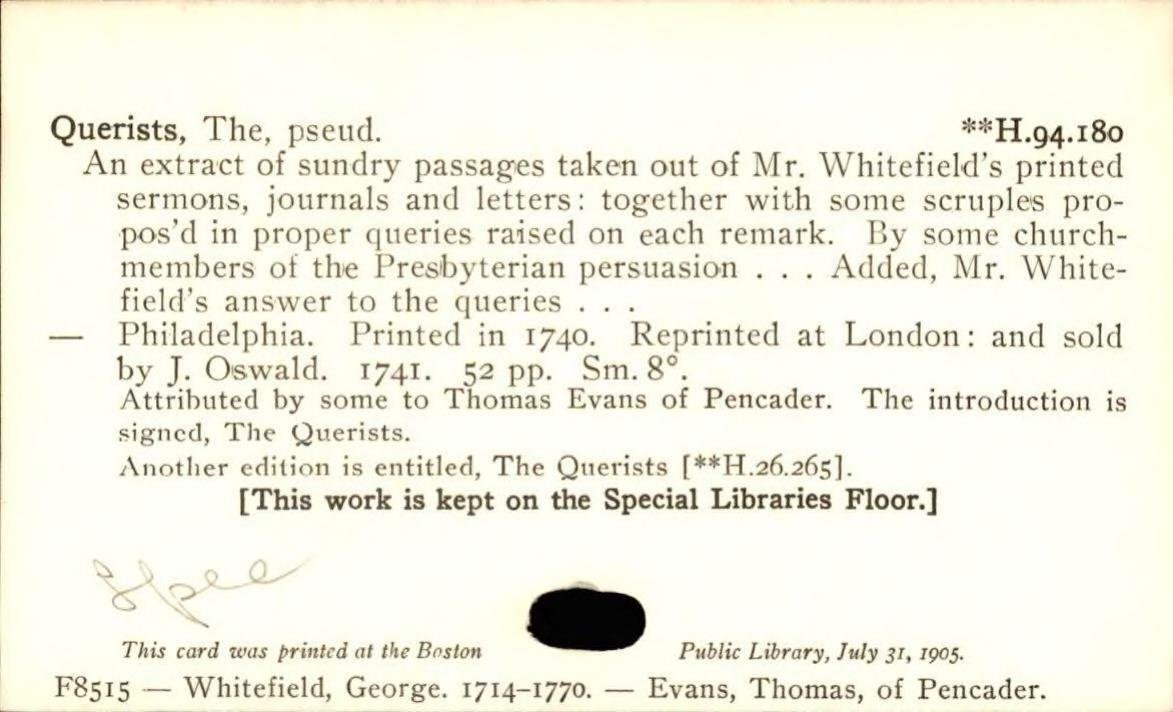 Querists, The, pseud. **H.94.180
An extract of sundry passages taken out of Mr. Whitefield's printed
sermons, journals and letters: together with some scruples pro-
pos'd in proper queries raised on each remark. By some church-
members of the Presbyterian persuasion . . . Added, Mr. White-
field's answer to the queries . . .
— Philadelphia. Printed in 1740. Reprinted at London: and sold
by J. Oswald. 1741. 52 pp. Sm. 8°.
Attributed by some to Thomas Evans of Pencader. The introduction is
signed, The Querists.
Another edition is entitled, The Querists [**H.26.265].
[This work is kept on the Special Libraries Floor.]
This card was printed at the Boston Public Library, July 31, 1905.
F8515 — Whitefield, George. 1714-1770. — Evans, Thomas, of Pencader.